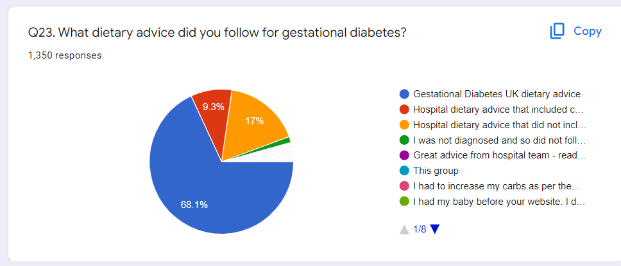 Q23. What dietary advice did you follow for gestational diabetes?
Copy
1,350 responses
9.3%
17%
68.1%
Gestational Diabetes UK dietary advice
Hospital dietary advice that included c…
Hospital dietary advice that did not incl…
I was not diagnosed and so did not foll…
Great advice from hospital team - read…
This group
I had to increase my carbs as per the…
I had my baby before your website. I d…
1/8